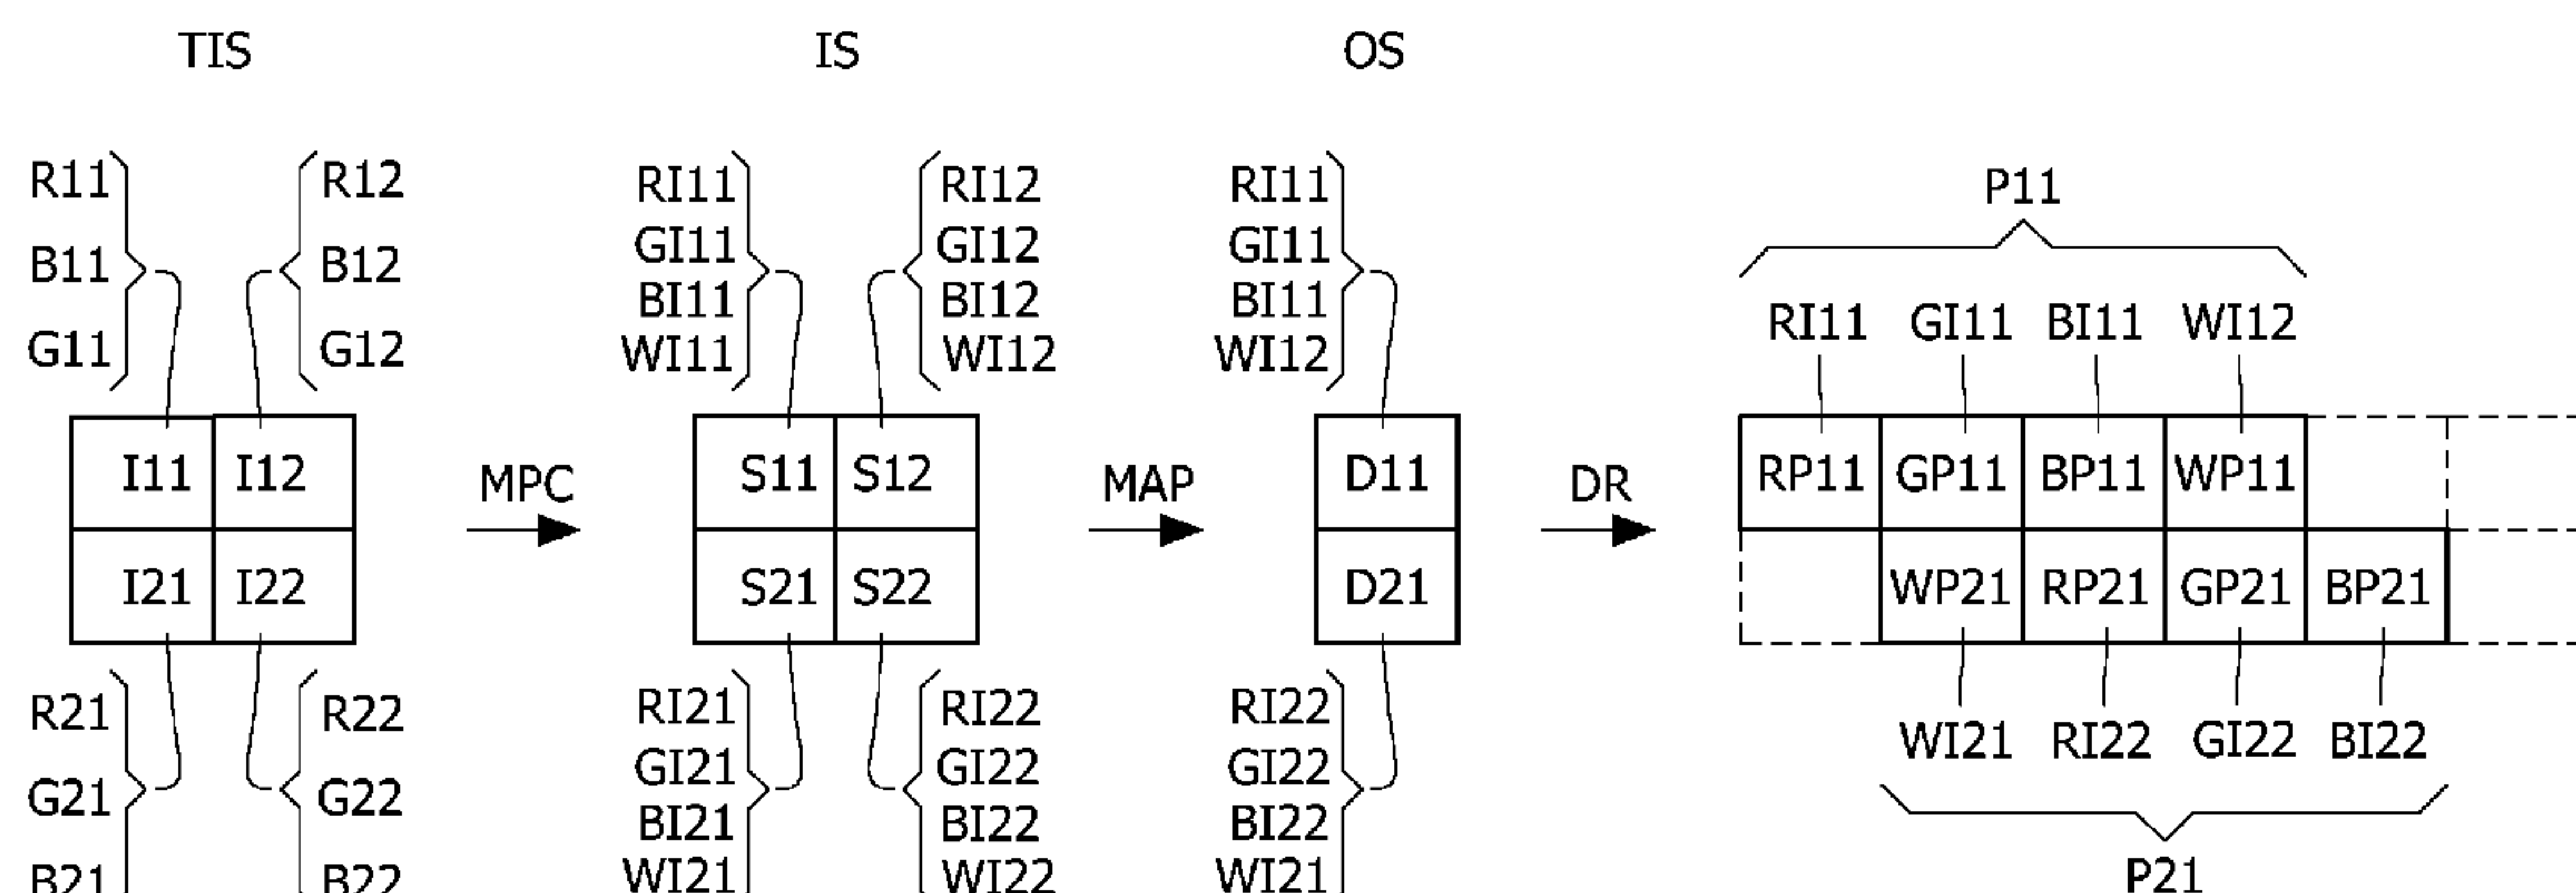 TIS IS OS
R11 R12 RI11 RI12 RI11
P11
B11 B12 GI11 GI12 GI11
BI11 BI12 BI11
RI11 GI11 BI11 WI12
G11 G12 WI11 WI12 WI12
I11 I12 S11 S12 D11 RP11 GP11 BP11 WP11
MPC MAP DR
I21 I22 S21 S22 D21 WP21 RP21 GP21 BP21
R21 R22 RI21 RI22 RI22
WI21 RI22 GI22 BI22
G21 G22 GI21 GI22 GI22
BI21 BI22 BI22
B21 B22 WI21 WI22 WI21
P21